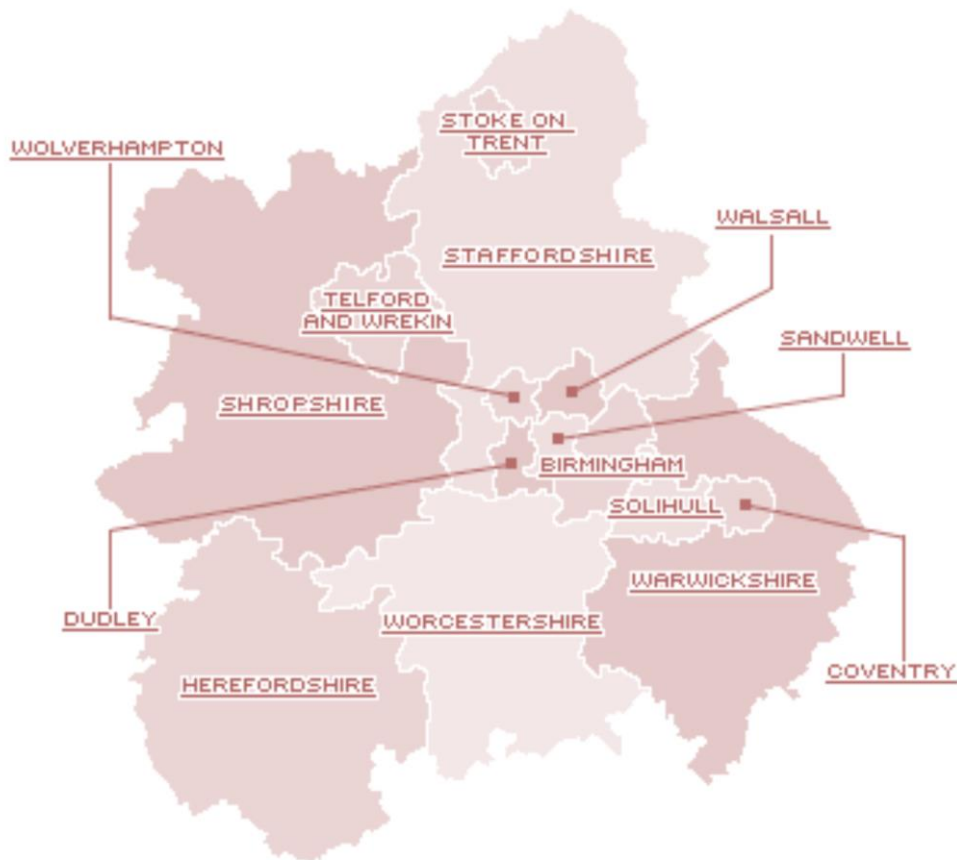 STOKE ON
TRENT
WOLVERHAMPTON
WALSALL
STAFFORDSHIRE
TELFORD
AND WREKIN
SANDWELL
SHROPSHIRE
BIRMINGHAM
SOLIHULL
WARWICKSHIRE
DUDLEY
WORCESTERSHIRE
COVENTRY
HEREFORDSHIRE